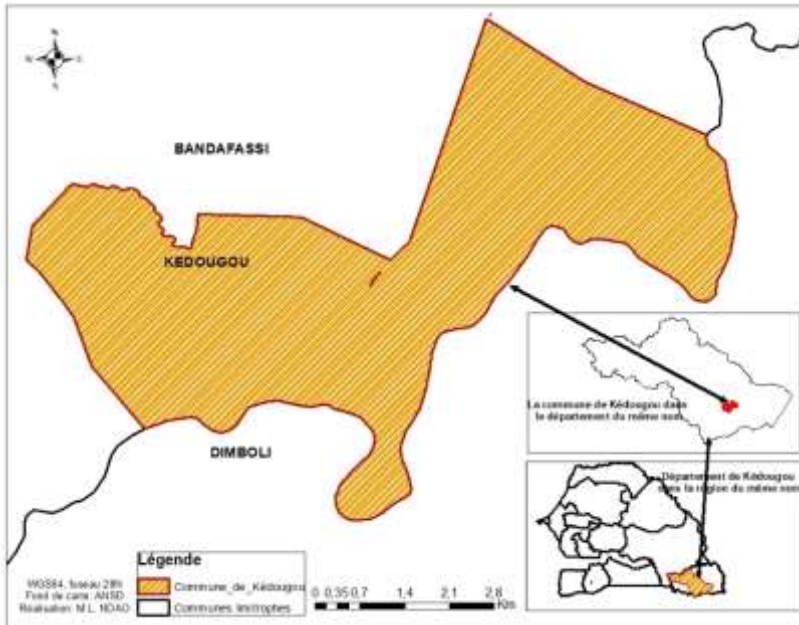 N
S
BANDAFASSI
KEDOUGOU
DIMBOLI
La commune de Kédougou dans
le département du même nom
Département de Kédougou
dans la région du même nom
Légende
Commune_de_Kédougou
Communes limitrophes
WGS84, fuseau 28N
Fond de carte: ANSD
Réalisation: M.L. NDAO
0 0,35 0,7 1,4 2,1 2,8
Km